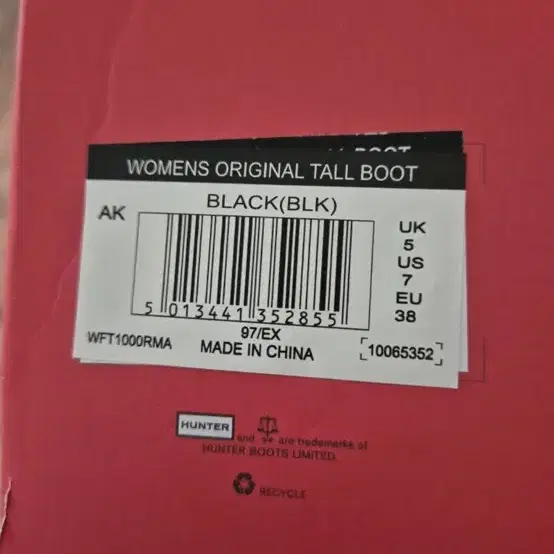 BOOT
WOMENS ORIGINAL TALL BOOT
BLACK(BLK)
AK
UK
5
US
7
EU
38
5 013441 352855
97/EX
WFT1000RMA
MADE IN CHINA
10065352
HUNTER
and are trademarks of
HUNTER BOOTS LIMITED
RECYCLE